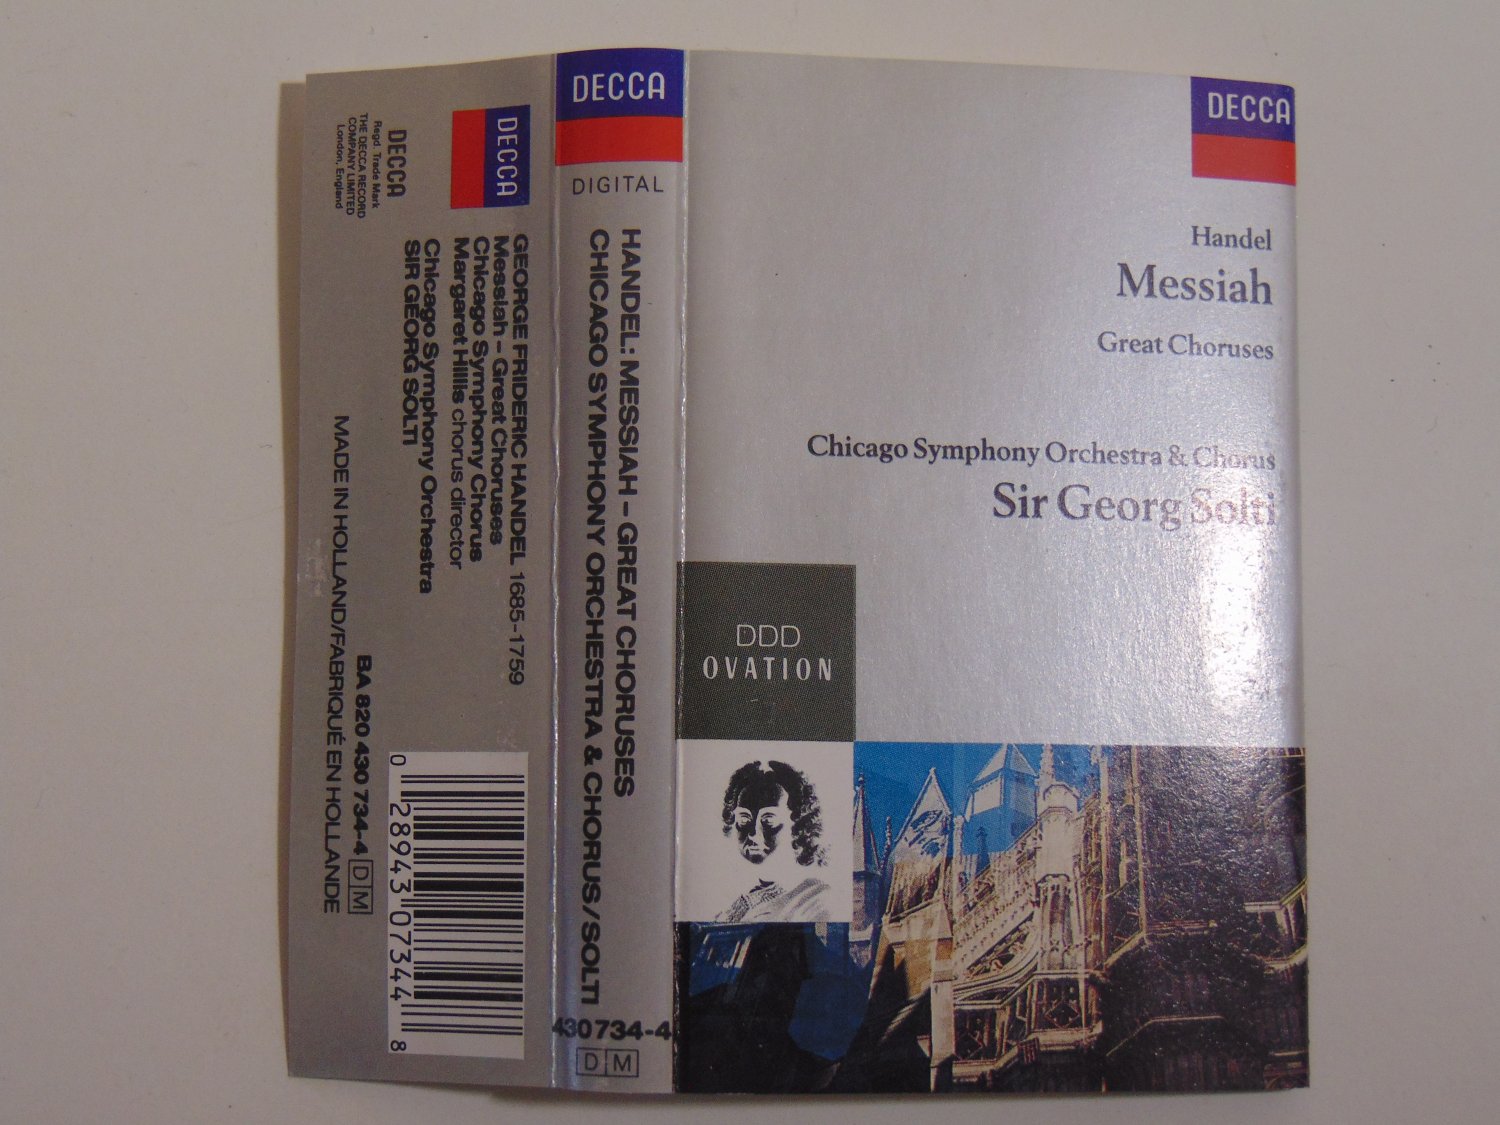 DECCA
Regd. Trade Mark
THE DECCA RECORD
COMPANY LIMITED
London, England
DECCA
GEORGE FRIDERIC HANDEL 1685-1759
Messiah – Great Choruses
Chicago Symphony Chorus
Margaret Hillis chorus director
Chicago Symphony Orchestra
SIR GEORG SOLTI
BA 820 430 734-4 D M
MADE IN HOLLAND/FABRIQUÉ EN HOLLANDE
0 28943 07344 8
DECCA
DIGITAL
HANDEL: MESSIAH – GREAT CHORUSES
CHICAGO SYMPHONY ORCHESTRA & CHORUS/SOLTI
430734-4
D M
DECCA
Handel
Messiah
Great Choruses
Chicago Symphony Orchestra & Chorus
Sir Georg Solti
DDD
OVATION